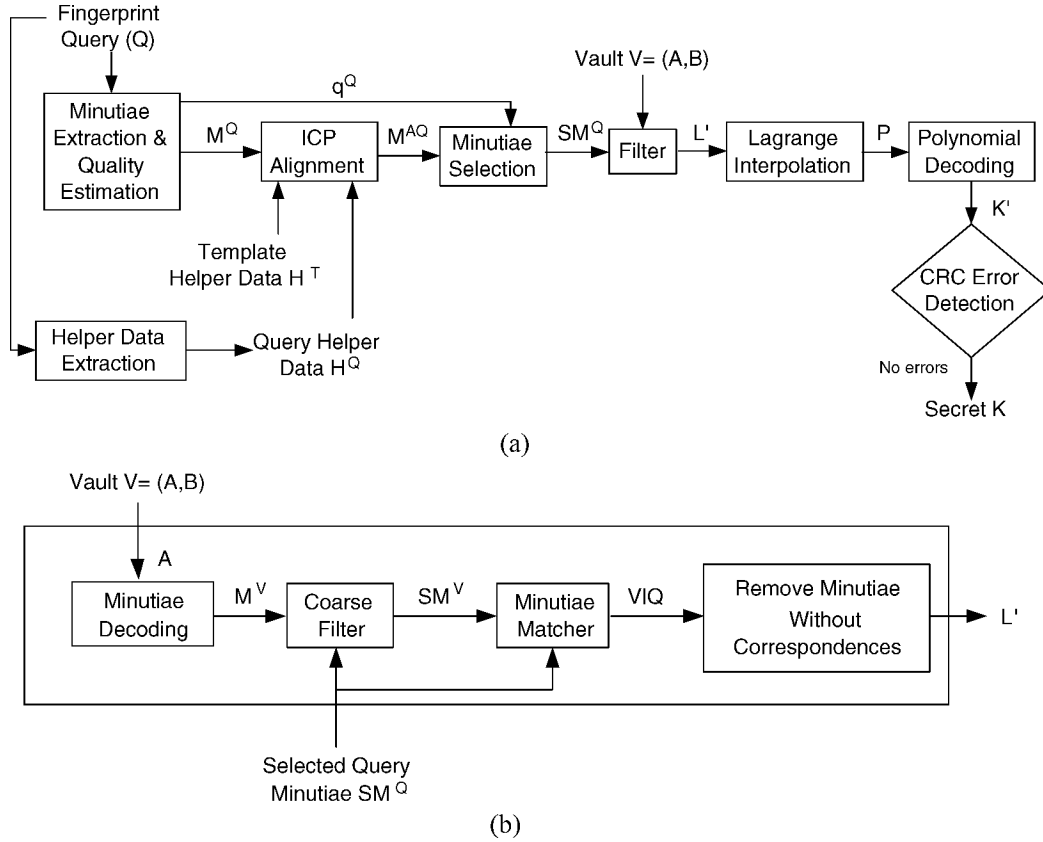 Fingerprint
Query (Q)
Minutiae
Extraction &
Quality
Estimation
q^Q
M^Q
ICP
Alignment
M^AQ
Minutiae
Selection
SM^Q
Vault V= (A,B)
Filter
L'
Lagrange
Interpolation
P
Polynomial
Decoding
K'
Template
Helper Data H^T
CRC Error
Detection
Helper Data
Extraction
Query Helper
Data H^Q
No errors
Secret K
(a)
Vault V= (A,B)
A
Minutiae
Decoding
M^V
Coarse
Filter
SM^V
Minutiae
Matcher
VIQ
Remove Minutiae
Without
Correspondences
L'
Selected Query
Minutiae SM^Q
(b)